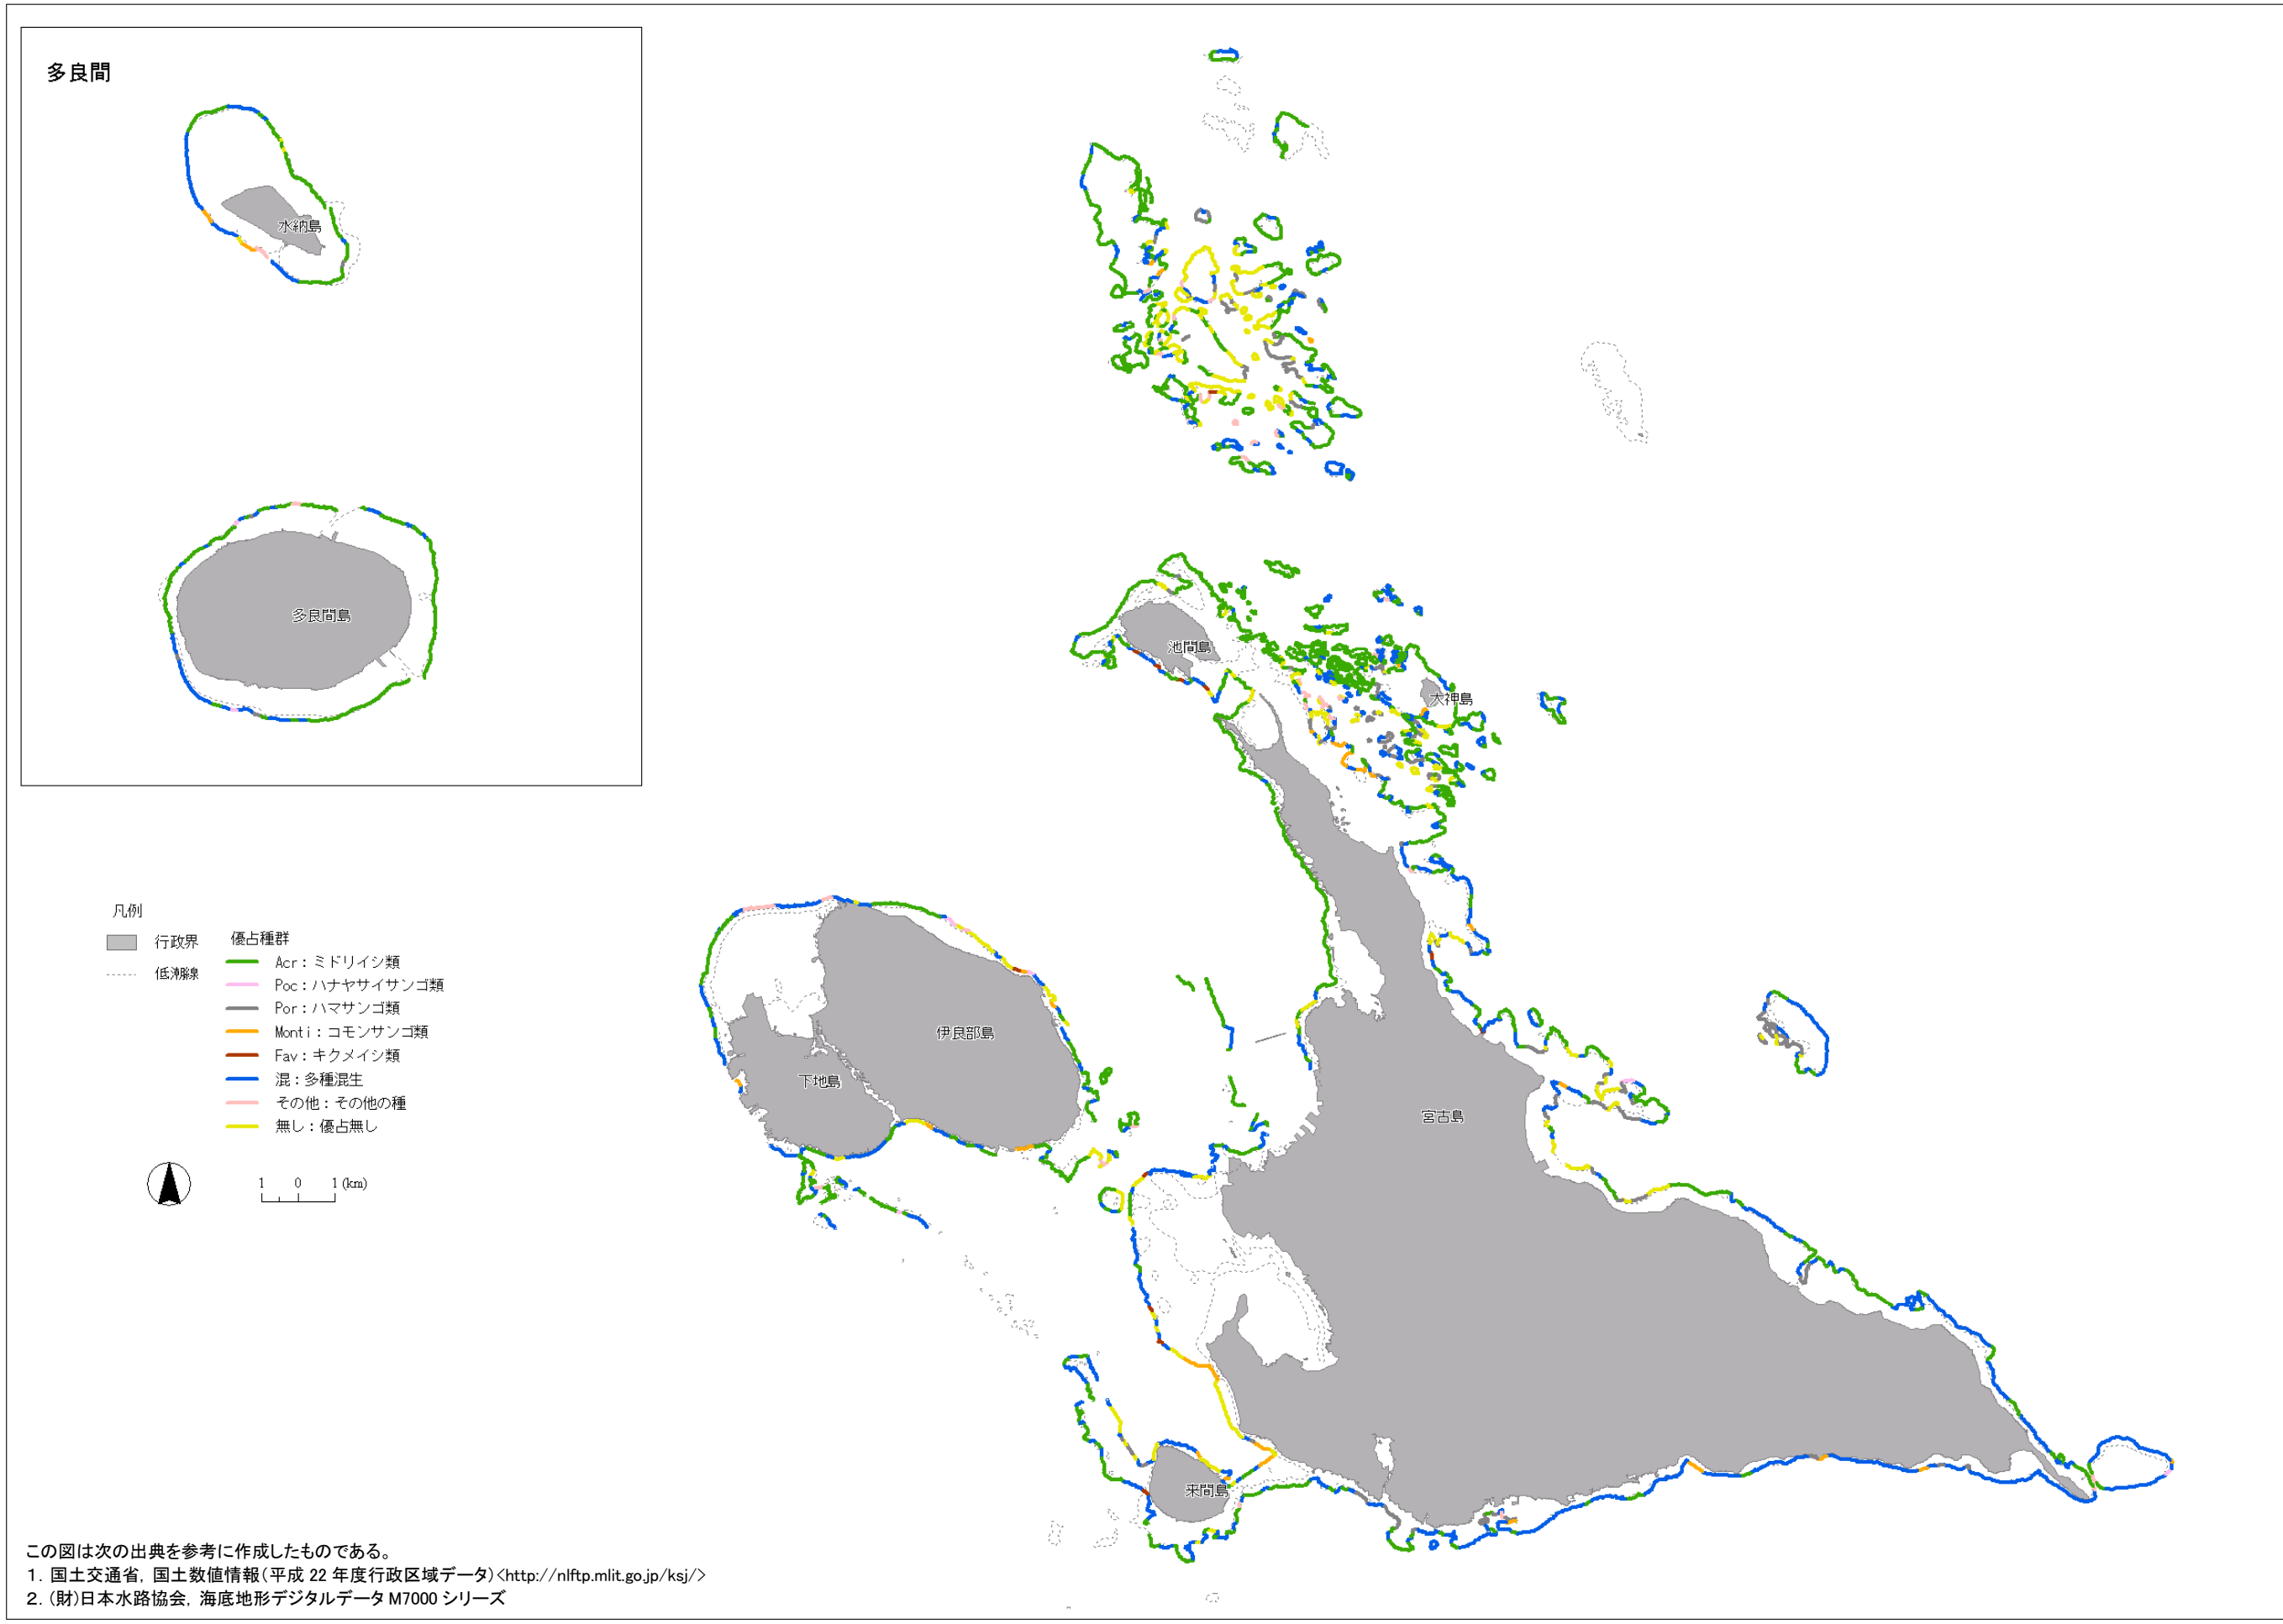 多良間
水納島
多良間島
池間島
大神島
伊良部島
下地島
宮古島
来間島
凡例
行政界
低潮線
優占種群
Acr：ミドリイシ類
Poc：ハナヤサイサンゴ類
Por：ハマサンゴ類
Monti：コモンサンゴ類
Fav：キクメイシ類
混：多種混生
その他：その他の種
無し：優占無し
1 0 1 (km)
この図は次の出典を参考に作成したものである。
1. 国土交通省, 国土数値情報(平成 22 年度行政区域データ)<http://nlftp.mlit.go.jp/ksj/>
2. (財)日本水路協会, 海底地形デジタルデータ M7000 シリーズ